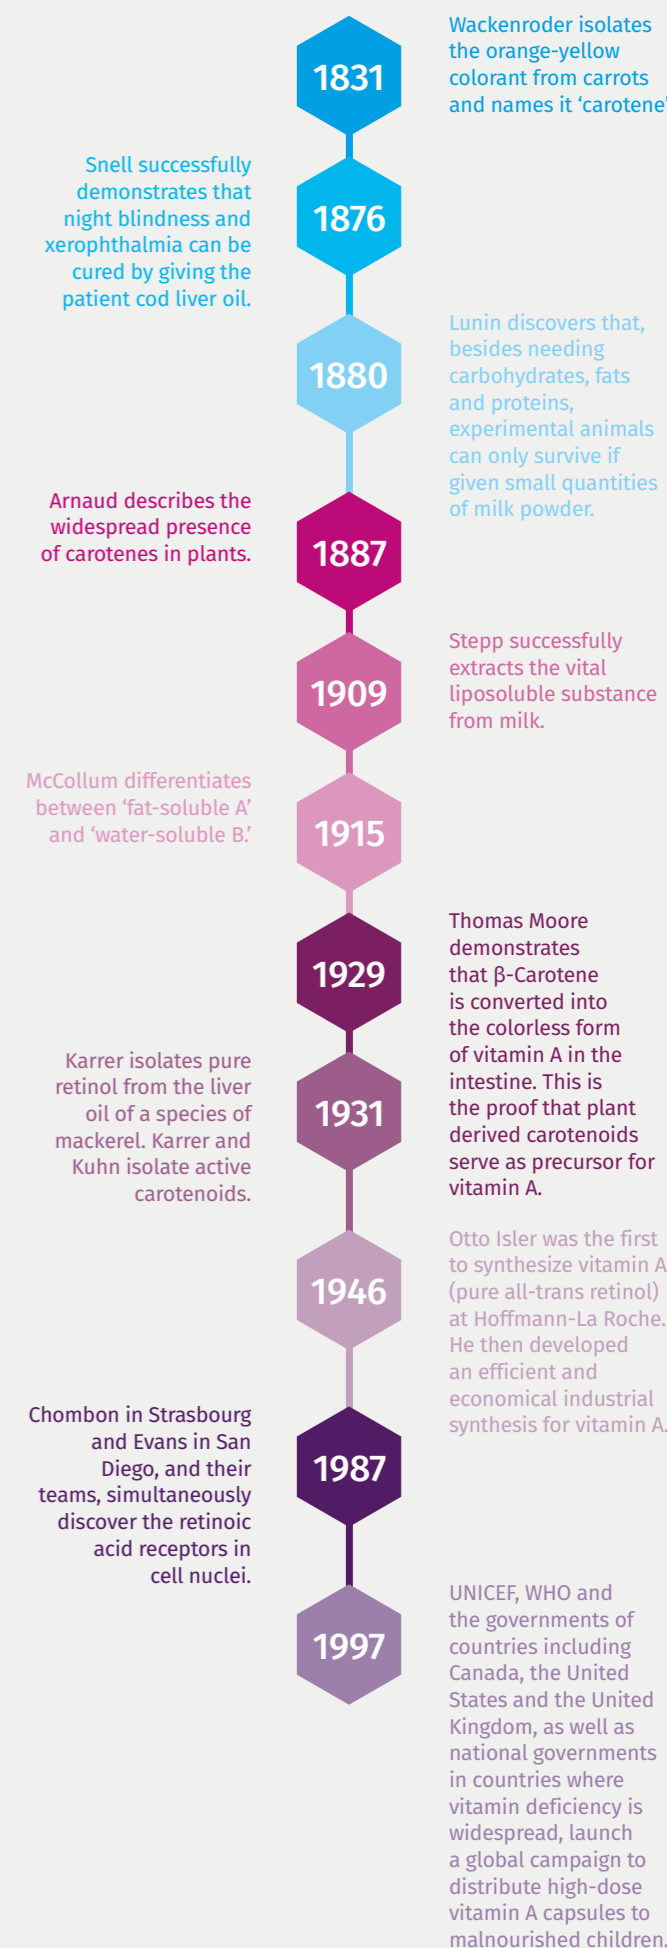 1831
Wackenroder isolates
the orange-yellow
colorant from carrots
and names it ‘carotene’
1876
Snell successfully
demonstrates that
night blindness and
xerophthalmia can be
cured by giving the
patient cod liver oil.
1880
Lunin discovers that,
besides needing
carbohydrates, fats
and proteins,
experimental animals
can only survive if
given small quantities
of milk powder.
1887
Arnaud describes the
widespread presence
of carotenes in plants.
1909
Stepp successfully
extracts the vital
liposoluble substance
from milk.
1915
McCollum differentiates
between ‘fat-soluble A’
and ‘water-soluble B.’
1929
Thomas Moore
demonstrates
that β-Carotene
is converted into
the colorless form
of vitamin A in the
intestine. This is
the proof that plant
derived carotenoids
serve as precursor for
vitamin A.
1931
Karrer isolates pure
retinol from the liver
oil of a species of
mackerel. Karrer and
Kuhn isolate active
carotenoids.
1946
Otto Isler was the first
to synthesize vitamin A
(pure all-trans retinol)
at Hoffmann-La Roche.
He then developed
an efficient and
economical industrial
synthesis for vitamin A.
1987
Chombon in Strasbourg
and Evans in San
Diego, and their
teams, simultaneously
discover the retinoic
acid receptors in
cell nuclei.
1997
UNICEF, WHO and
the governments of
countries including
Canada, the United
States and the United
Kingdom, as well as
national governments
in countries where
vitamin deficiency is
widespread, launch
a global campaign to
distribute high-dose
vitamin A capsules to
malnourished children.